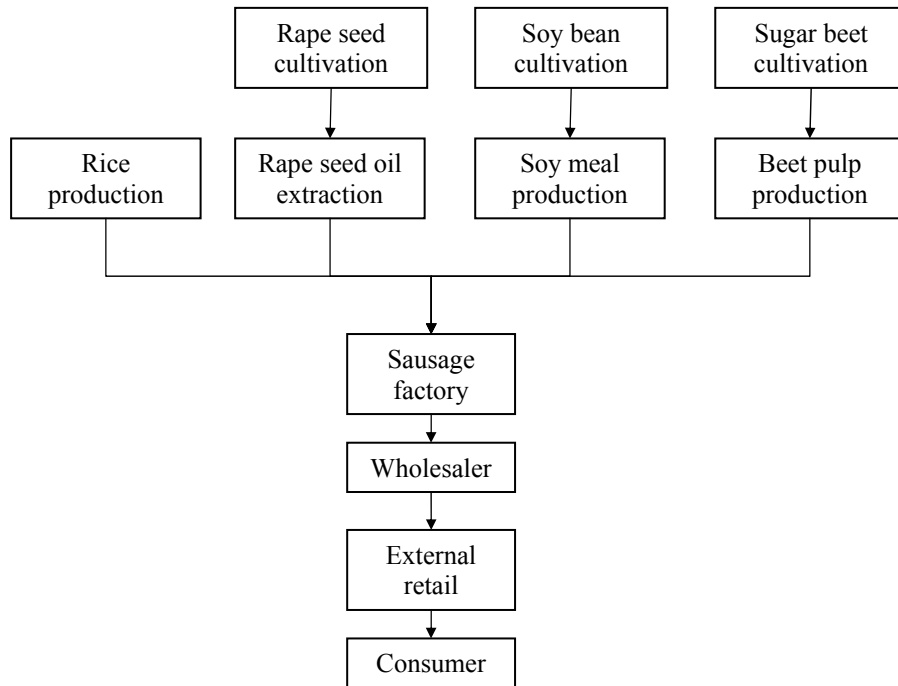 Rape seed
cultivation
Soy bean
cultivation
Sugar beet
cultivation
Rice
production
Rape seed oil
extraction
Soy meal
production
Beet pulp
production
Sausage
factory
Wholesaler
External
retail
Consumer